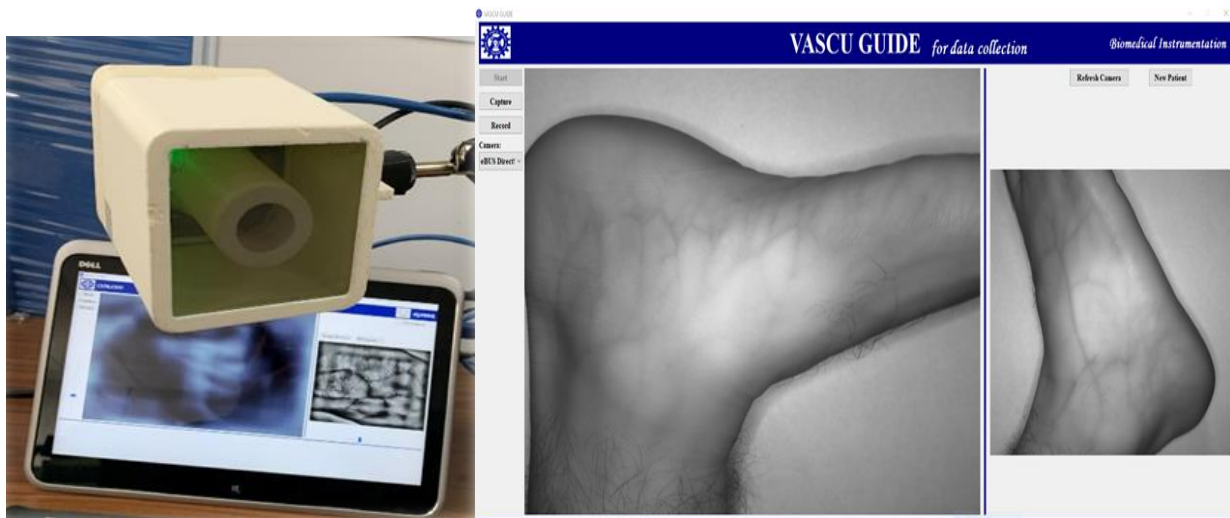 DELL
VASCU GUIDE
VASCU GUIDE for data collection
Biomedical Instrumentation
Start
Capture
Record
Camera:
eBUS Direct
Refresh Camera
New Patient